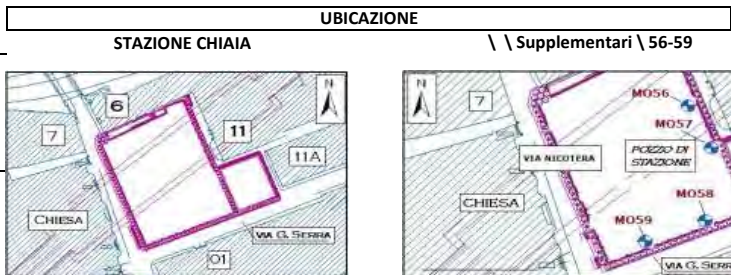 UBICAZIONE
STAZIONE CHIAIA
\ \ Supplementari \ 56-59
N
6
7
11
11A
CHIESA
VIA G. SERRA
01
N
7
MO56
MO57
VIA NICOTERA
POZZO DI
STAZIONE
CHIESA
MO58
MO59
VIA G. SERR